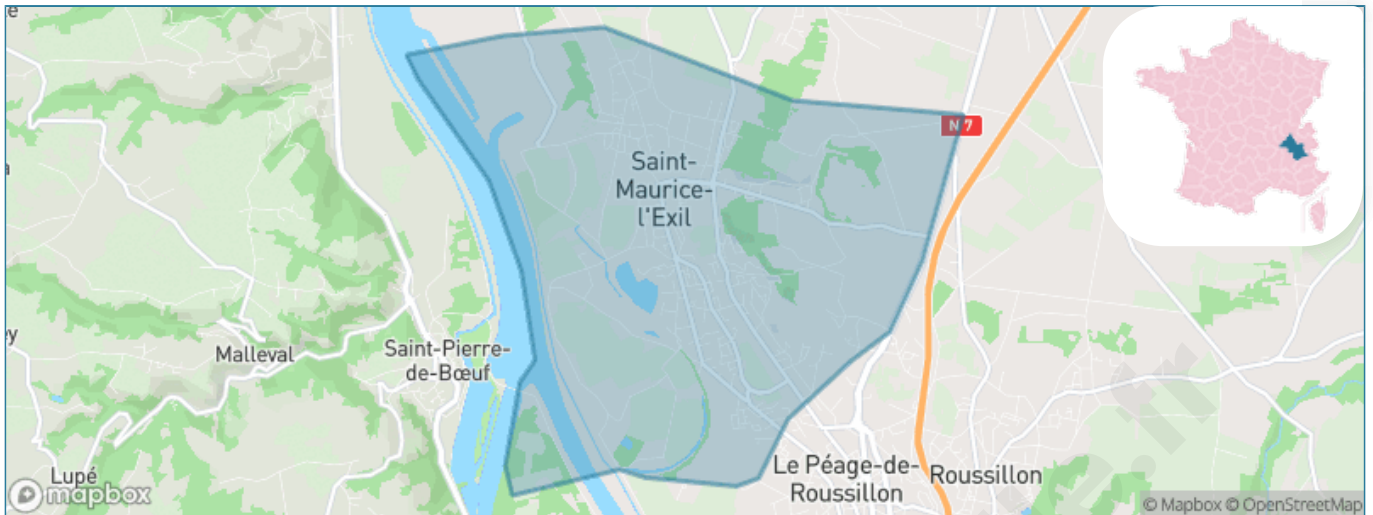 N 7
Saint-
Maurice-
l'Exil
Malleval
Saint-Pierre-
de-Bœuf
Lupé
Le Péage-de-
Roussillon
Roussillon
mapbox
© Mapbox © OpenStreetMap